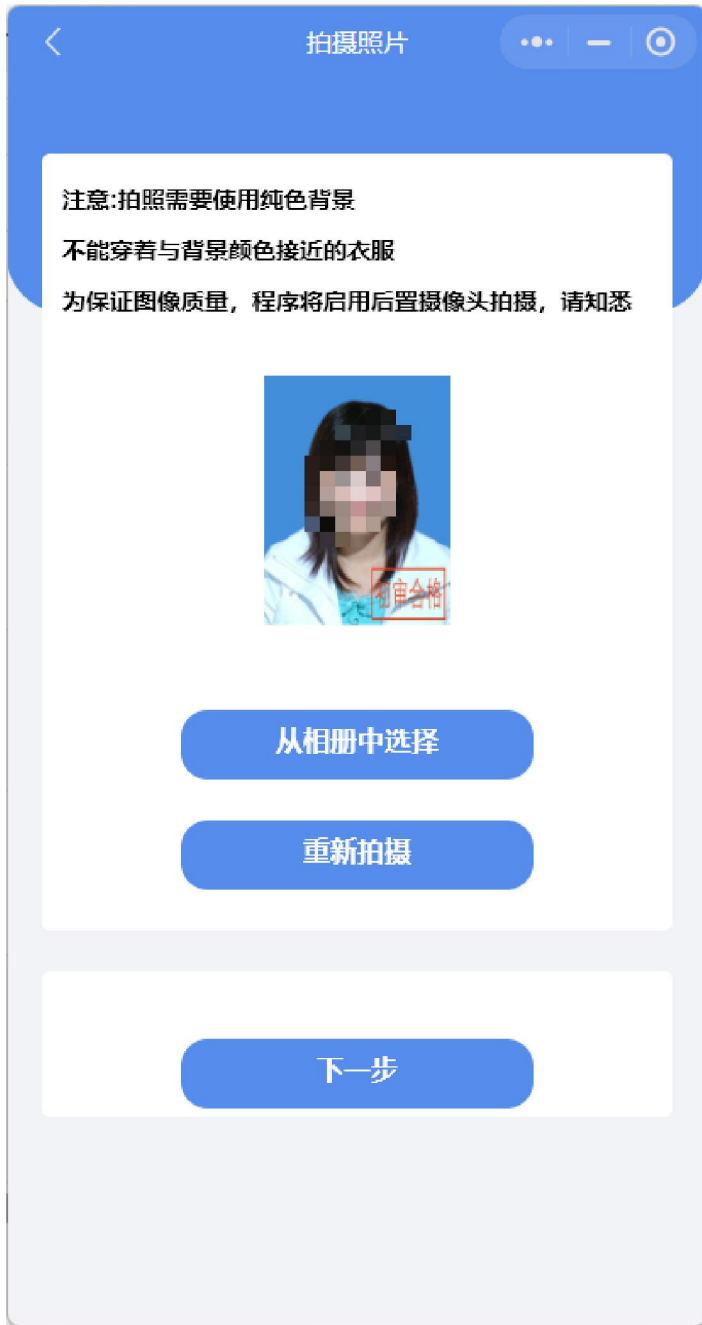 拍摄照片
注意:拍照需要使用纯色背景
不能穿着与背景颜色接近的衣服
为保证图像质量，程序将启用后置摄像头拍摄，请知悉
初审合格
从相册中选择
重新拍摄
下一步